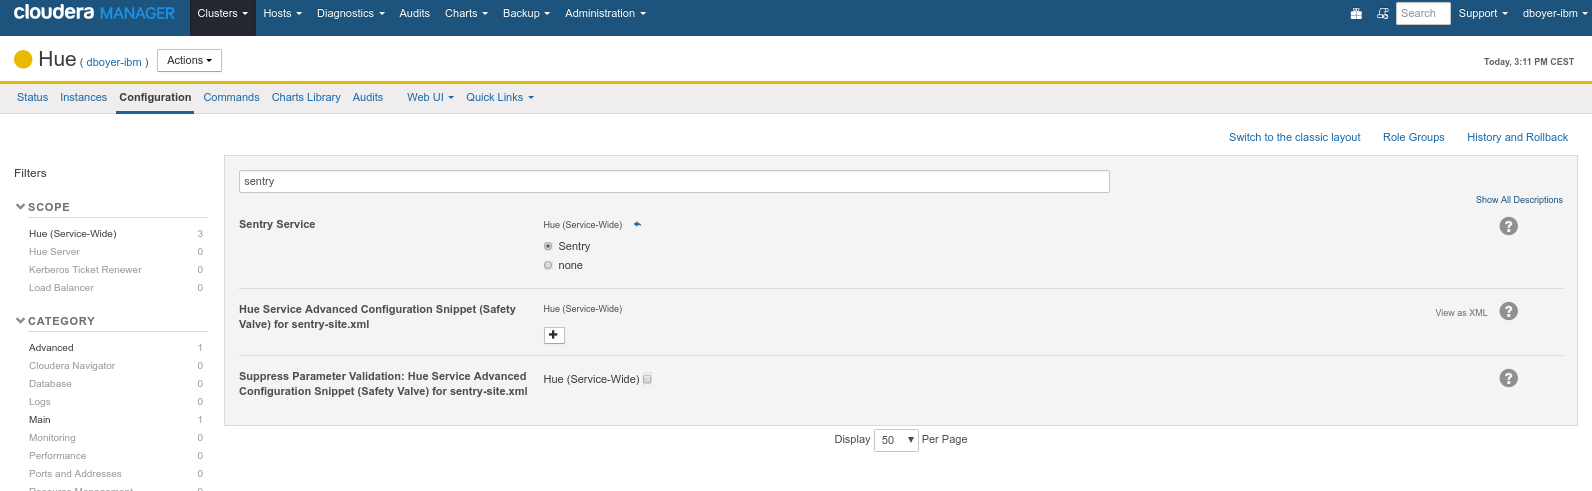 cloudera MANAGER Clusters Hosts Diagnostics Audits Charts Backup Administration Search Support dboyer-ibm
Hue ( dboyer-ibm ) Actions
Today, 3:11 PM CEST
Status Instances Configuration Commands Charts Library Audits Web UI Quick Links
Switch to the classic layout Role Groups History and Rollback
Filters
SCOPE
Hue (Service-Wide) 3
Hue Server 0
Kerberos Ticket Renewer 0
Load Balancer 0
CATEGORY
Advanced 1
Cloudera Navigator 0
Database 0
Logs 0
Main 1
Monitoring 0
Performance 0
Ports and Addresses 0
Resource Management 0
sentry
Show All Descriptions
Sentry Service Hue (Service-Wide) ?
Sentry
none
Hue Service Advanced Configuration Snippet (Safety Hue (Service-Wide)
Valve) for sentry-site.xml View as XML ?
Suppress Parameter Validation: Hue Service Advanced Hue (Service-Wide) ?
Configuration Snippet (Safety Valve) for sentry-site.xml
Display 50 Per Page